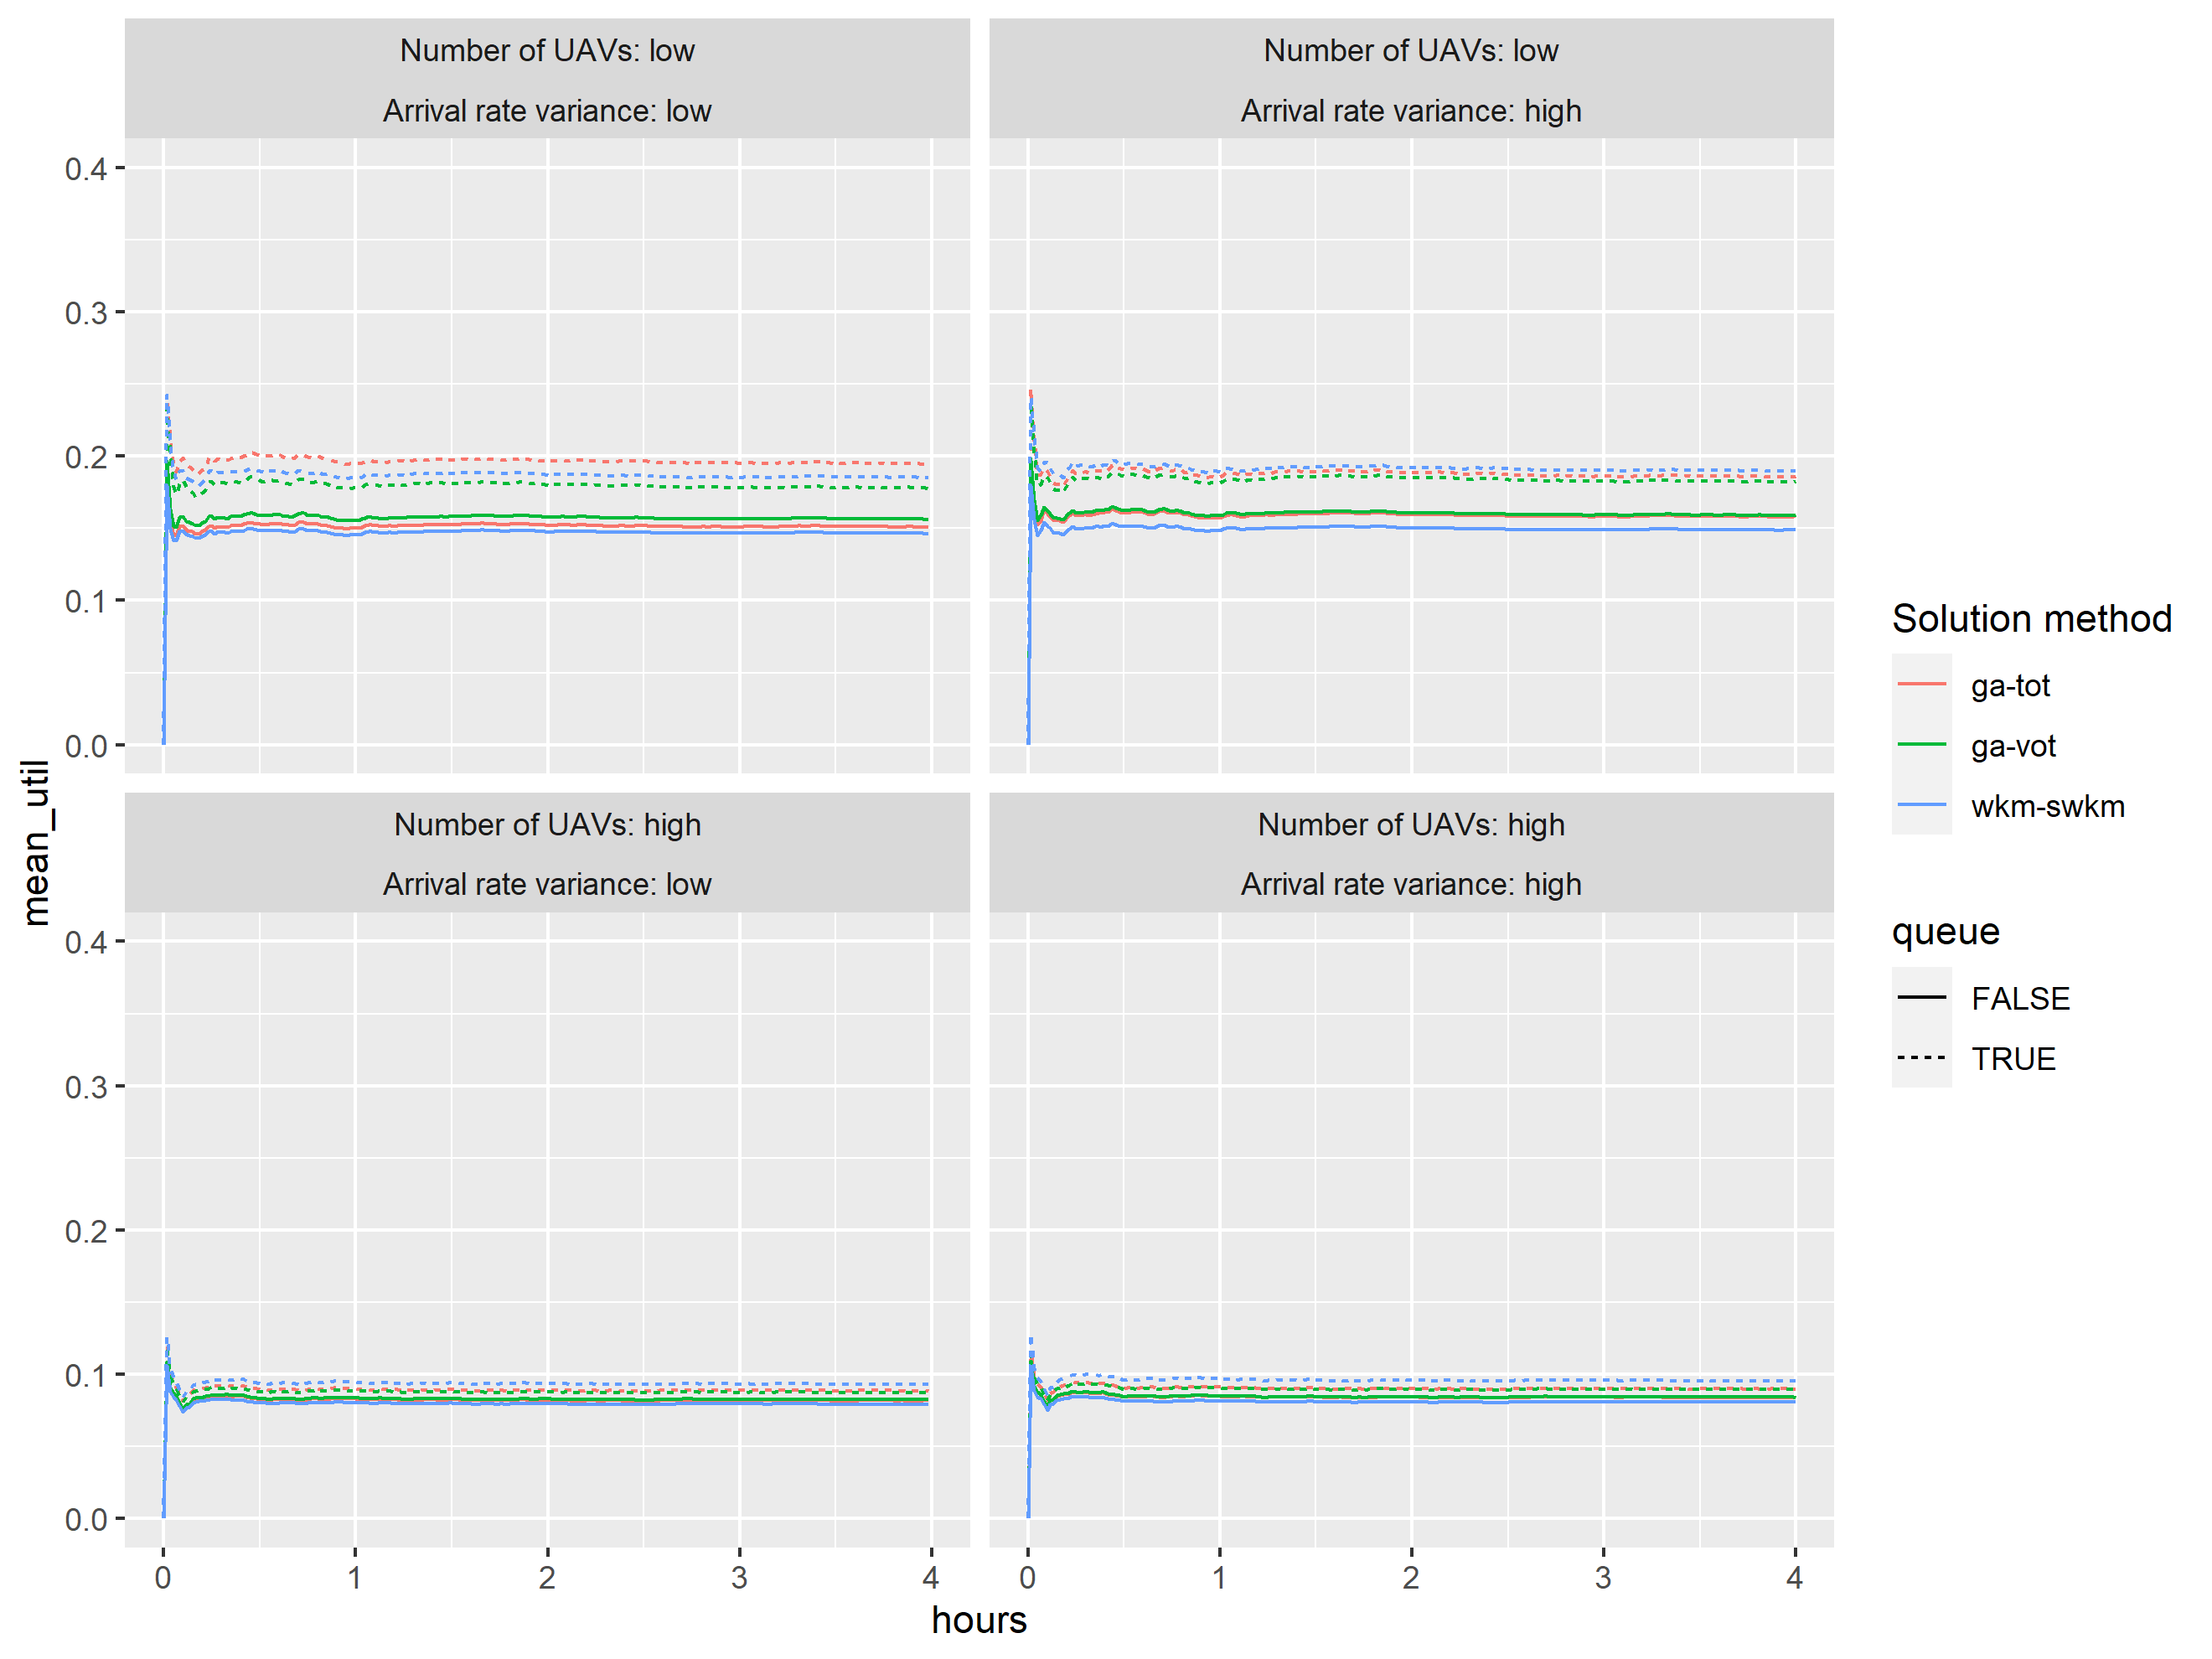 Number of UAVs: low
Arrival rate variance: low
Number of UAVs: low
Arrival rate variance: high
0.4
0.3
0.2
0.1
0.0
Number of UAVs: high
Arrival rate variance: low
Number of UAVs: high
Arrival rate variance: high
0.4
0.3
0.2
0.1
0.0
0 1 2 3 4
0 1 2 3 4
hours
mean_util
Solution method
ga-tot
ga-vot
wkm-swkm
queue
FALSE
TRUE